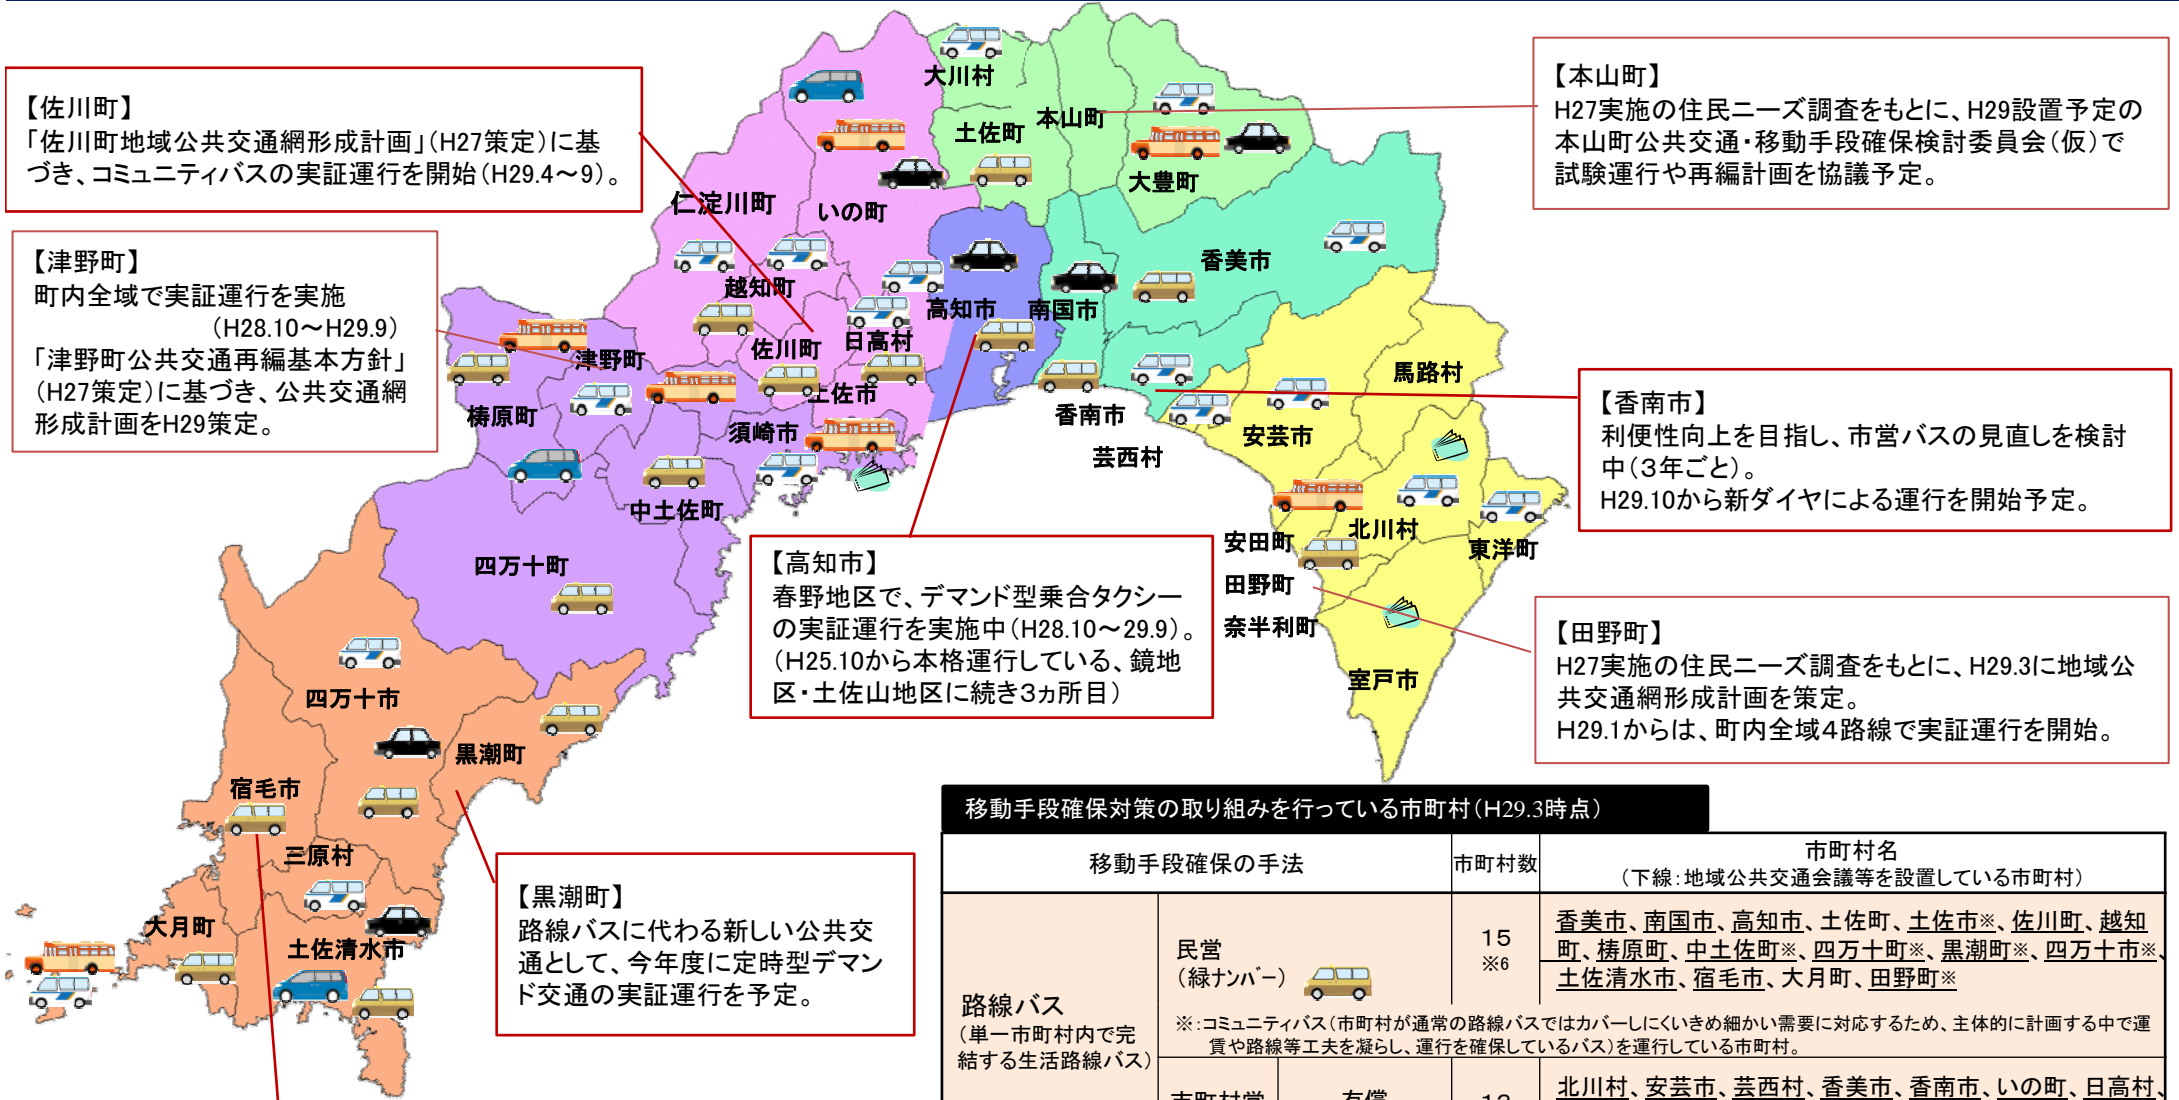 【佐川町】
「佐川町地域公共交通網形成計画」(H27策定)に基
づき、コミュニティバスの実証運行を開始(H29.4～9)。
【津野町】
町内全域で実証運行を実施
(H28.10～H29.9)
「津野町公共交通再編基本方針」
(H27策定)に基づき、公共交通網
形成計画をH29策定。
【本山町】
H27実施の住民ニーズ調査をもとに、H29設置予定の
本山町公共交通・移動手段確保検討委員会(仮)で
試験運行や再編計画を協議予定。
【香南市】
利便性向上を目指し、市営バスの見直しを検討
中(3年ごと)。
H29.10から新ダイヤによる運行を開始予定。
【高知市】
春野地区で、デマンド型乗合タクシー
の実証運行を実施中(H28.10～29.9)。
(H25.10から本格運行している、鏡地
区・土佐山地区に続き3ヵ所目)
【田野町】
H27実施の住民ニーズ調査をもとに、H29.3に地域公
共交通網形成計画を策定。
H29.1からは、町内全域4路線で実証運行を開始。
【黒潮町】
路線バスに代わる新しい公共交
通として、今年度に定時型デマン
ド交通の実証運行を予定。
大川村
本山町
土佐町
大豊町
仁淀川町
いの町
香美市
越知町
高知市
南国市
日高村
佐川町
津野町
土佐市
馬路村
梼原町
須崎市
香南市
安芸市
芸西村
中土佐町
北川村
安田町
東洋町
四万十町
田野町
奈半利町
室戸市
四万十市
黒潮町
宿毛市
三原村
大月町
土佐清水市
移動手段確保対策の取り組みを行っている市町村(H29.3時点)
移動手段確保の手法
市町村数
市町村名
(下線:地域公共交通会議等を設置している市町村)
路線バス
(単一市町村内で完
結する生活路線バス)
民営
(緑ナンバー)
15
※6
香美市、南国市、高知市、土佐町、土佐市※、佐川町、越知
町、梼原町、中土佐町※、四万十町※、黒潮町※、四万十市※、
土佐清水市、宿毛市、大月町、田野町※
※:コミュニティバス(市町村が通常の路線バスではカバーしにくいきめ細かい需要に対応するため、主体的に計画する中で運
賃や路線等工夫を凝らし、運行を確保しているバス)を運行している市町村。
北川村、安芸市、芸西村、香美市、香南市、いの町、日高村、